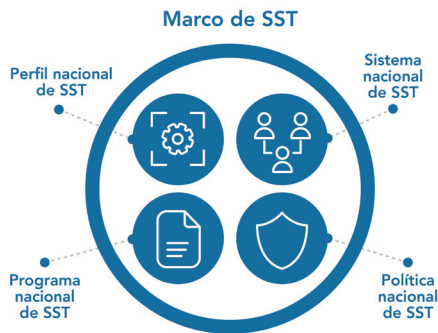 Marco de SST
Perfil nacional
de SST
Sistema
nacional
de SST
Programa
nacional
de SST
Política
nacional
de SST